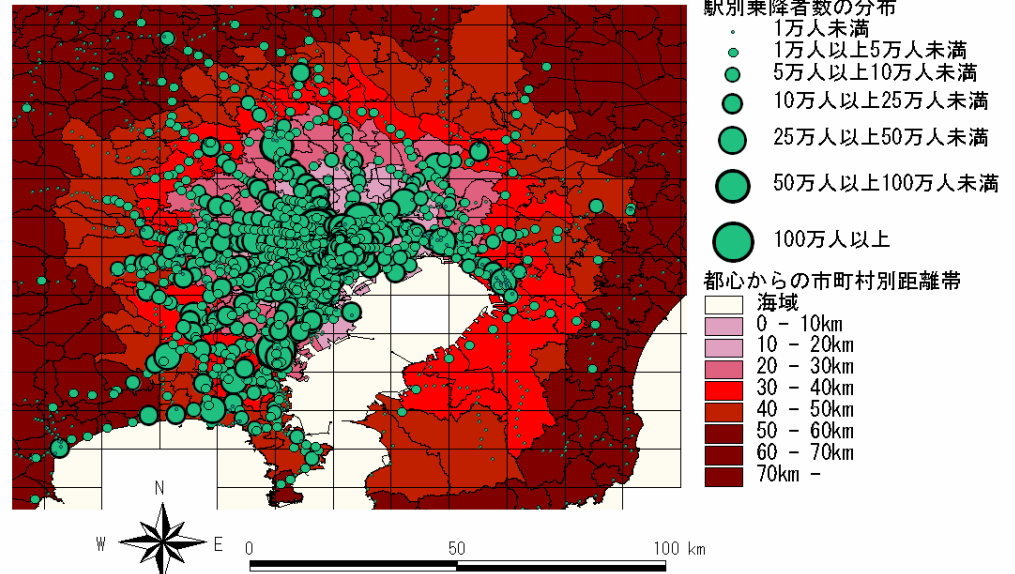 駅別乗降者数の分布
1万人未満
1万人以上5万人未満
5万人以上10万人未満
10万人以上25万人未満
25万人以上50万人未満
50万人以上100万人未満
100万人以上
都心からの市町村別距離帯
海域
0 - 10km
10 - 20km
20 - 30km
30 - 40km
40 - 50km
50 - 60km
60 - 70km
70km -
N
W E
0 50 100 km